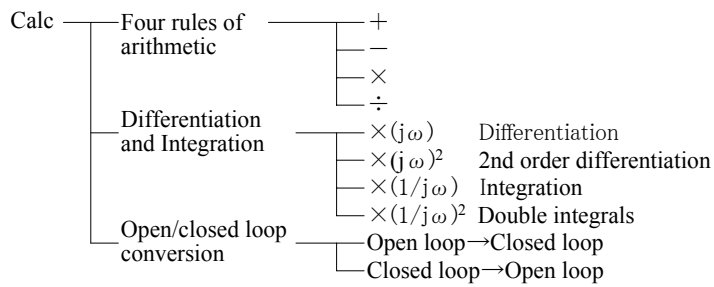 Calc Four rules of +
arithmetic −
×
÷
Differentiation ×(jω) Differentiation
and Integration ×(jω)² 2nd order differentiation
×(1/jω) Integration
×(1/jω)² Double integrals
Open/closed loop Open loop→Closed loop
conversion Closed loop→Open loop